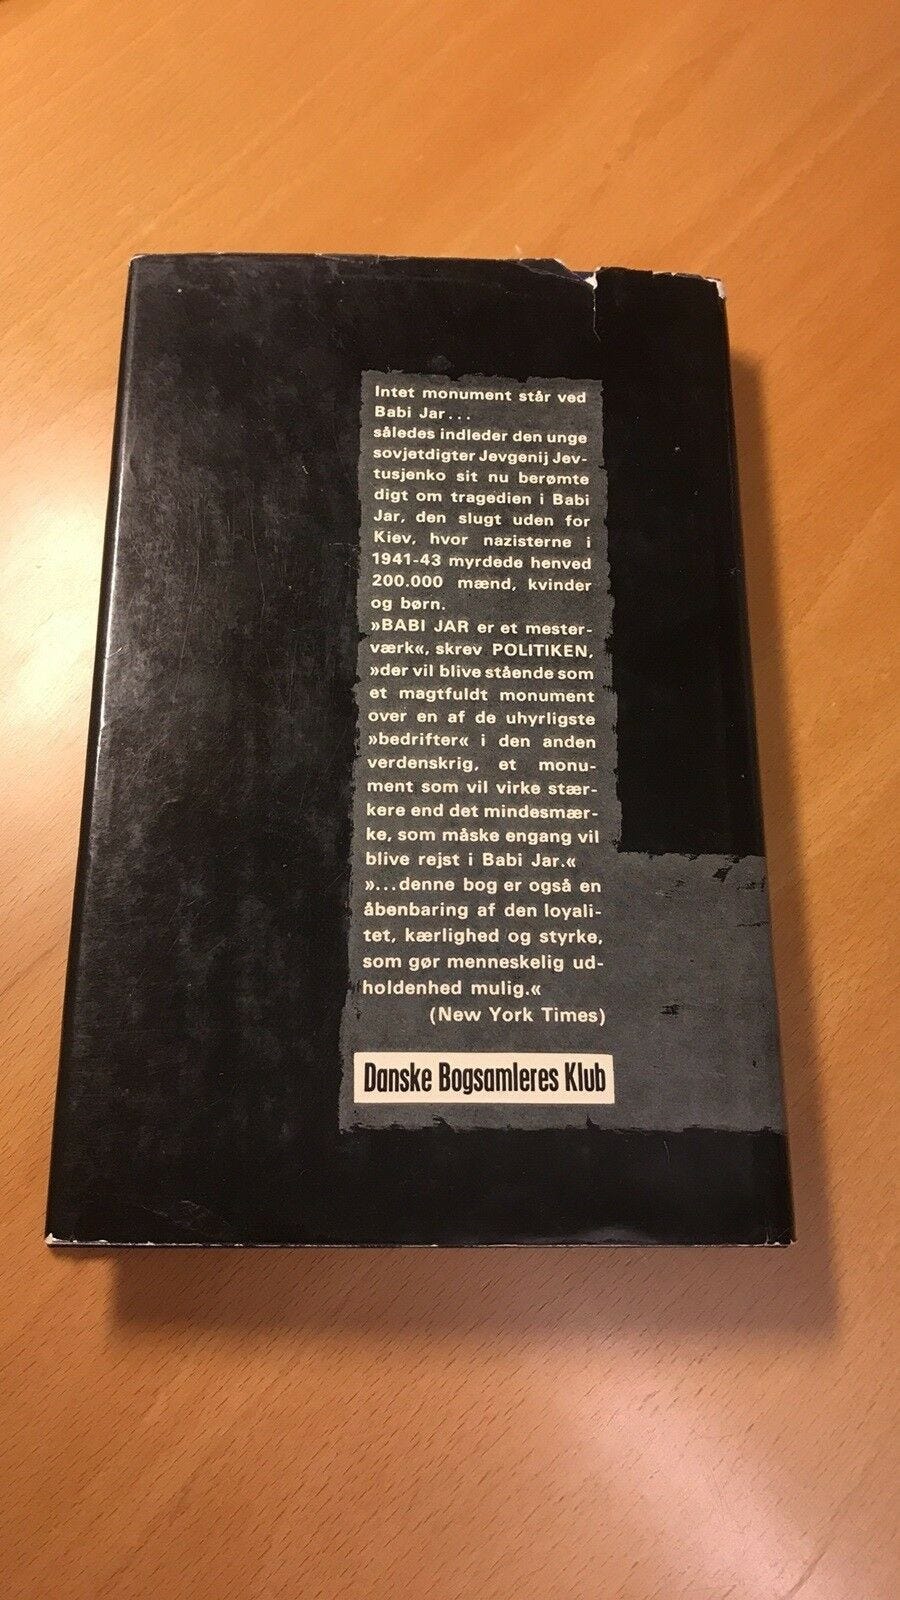 Intet monument står ved
Babi Jar...
således indleder den unge
sovjetdigter Jevgenij Jev-
tusjenko sit nu berømte
digt om tragedien i Babi
Jar, den slugt uden for
Kiev, hvor nazisterne i
1941-43 myrdede henved
200.000 mænd, kvinder
og børn.
»BABI JAR er et mester-
værk«, skrev POLITIKEN,
»der vil blive stående som
et magtfuldt monument
over en af de uhyrligste
»bedrifter« i den anden
verdenskrig, et monu-
ment som vil virke stær-
kere end det mindesmær-
ke, som måske engang vil
blive rejst i Babi Jar.«
»...denne bog er også en
åbenbaring af den loyali-
tet, kærlighed og styrke,
som gør menneskelig ud-
holdenhed mulig.«
(New York Times)
Danske Bogsamleres Klub